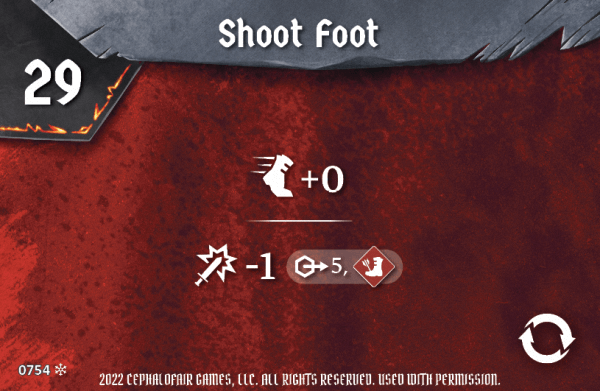 Shoot Foot
29
+0
-1 5,
0754
2022 CEPHALOFAIR GAMES, LLC. ALL RIGHTS RESERVED. USED WITH PERMISSION.